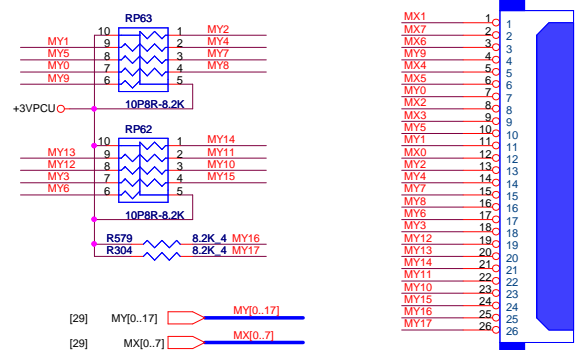 RP63
10 1 MY2
MY1 9 2 MY4
MY5 8 3 MY7
MY0 7 4 MY8
MY9 6 5
+3VPCU
10P8R-8.2K
RP62
10 1 MY14
MY13 9 2 MY11
MY12 8 3 MY10
MY3 7 4 MY15
MY6 6 5
10P8R-8.2K
R579 8.2K_4 MY16
R304 8.2K_4 MY17
[29] MY[0..17] MY[0..17]
[29] MX[0..7] MX[0..7]
MX1 1 1
MX7 2 2
MX6 3 3
MY9 4 4
MX4 5 5
MX5 6 6
MY0 7 7
MX2 8 8
MX3 9 9
MY5 10 10
MY1 11 11
MX0 12 12
MY2 13 13
MY4 14 14
MY7 15 15
MY8 16 16
MY6 17 17
MY3 18 18
MY12 19 19
MY13 20 20
MY14 21 21
MY11 22 22
MY10 23 23
MY15 24 24
MY16 25 25
MY17 26 26